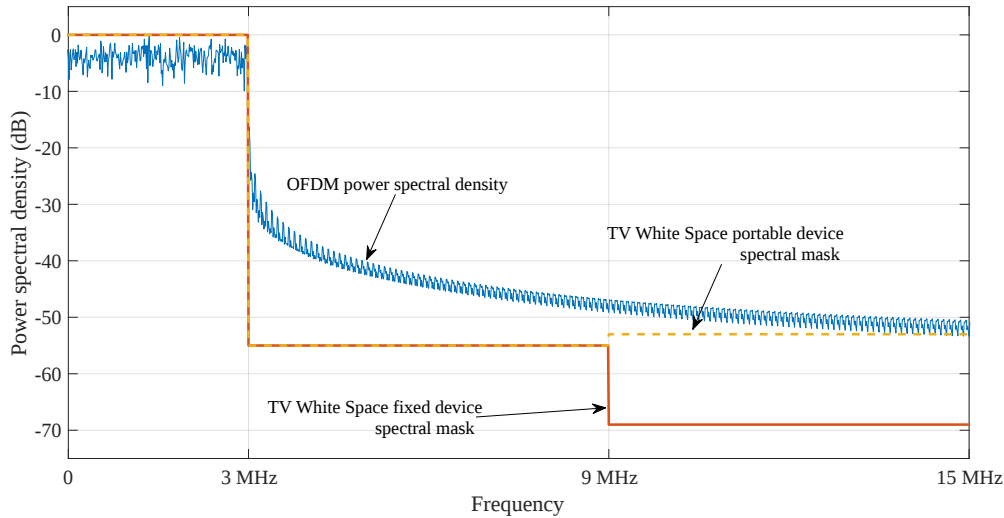 0
-10
-20
-30
-40
-50
-60
-70
Power spectral density (dB)
OFDM power spectral density
TV White Space portable device
spectral mask
TV White Space fixed device
spectral mask
0
3 MHz
9 MHz
15 MHz
Frequency